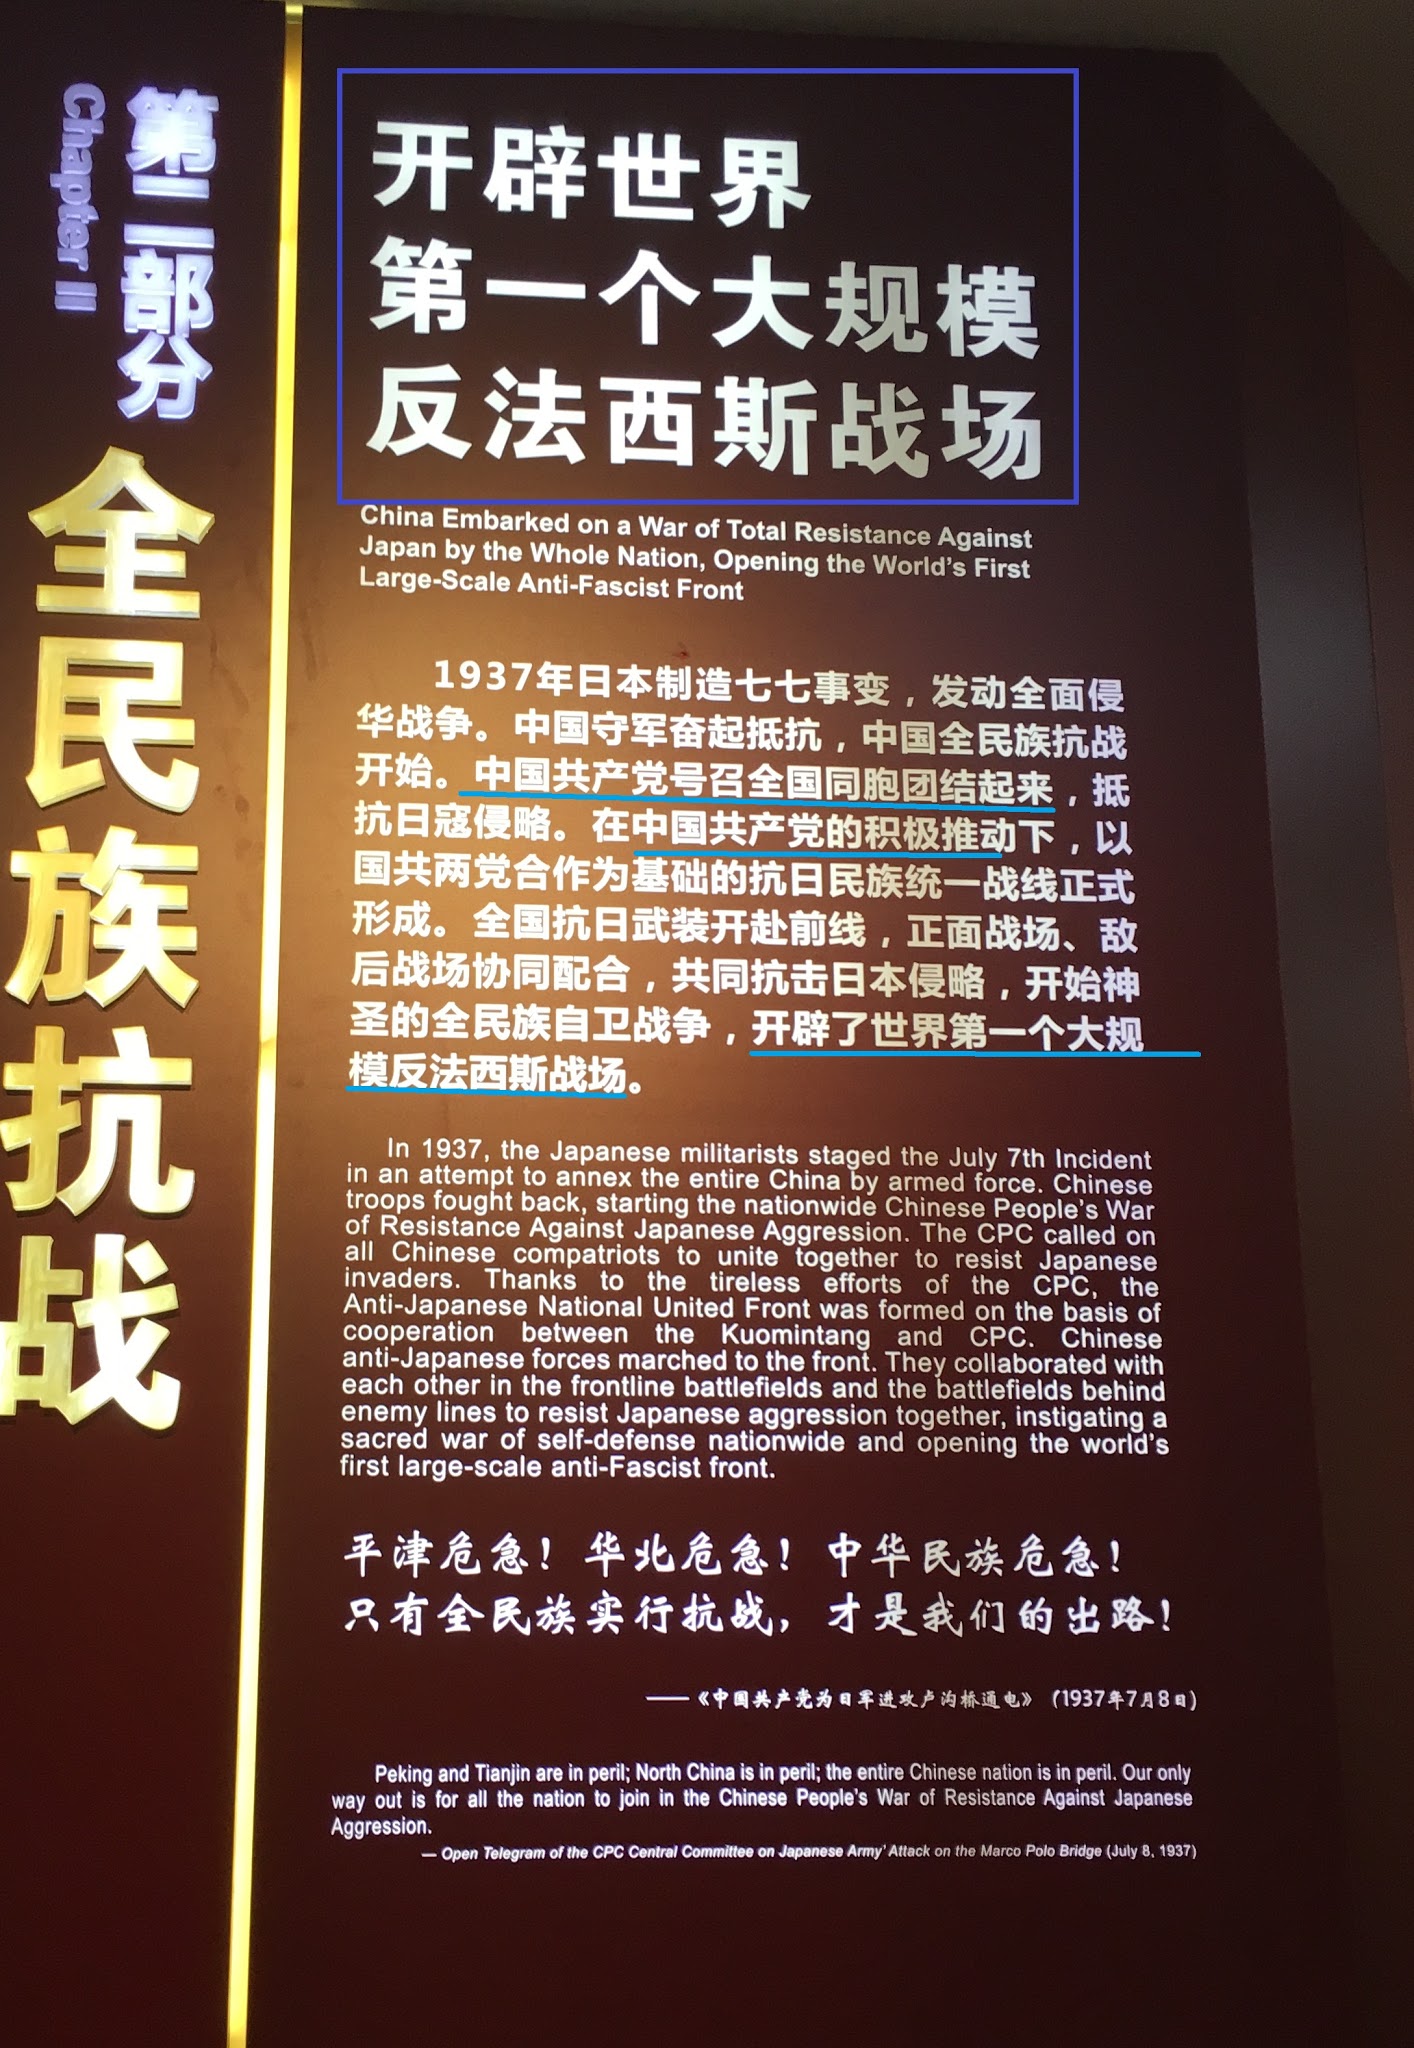 第二部分
Chapter II
全民族抗战
开辟世界
第一个大规模
反法西斯战场
China Embarked on a War of Total Resistance Against
Japan by the Whole Nation, Opening the World's First
Large-Scale Anti-Fascist Front
1937年日本制造七七事变，发动全面侵
华战争。中国守军奋起抵抗，中国全民族抗战
开始。中国共产党号召全国同胞团结起来，抵
抗日寇侵略。在中国共产党的积极推动下，以
国共两党合作为基础的抗日民族统一战线正式
形成。全国抗日武装开赴前线，正面战场、敌
后战场协同配合，共同抗击日本侵略，开始神
圣的全民族自卫战争，开辟了世界第一个大规
模反法西斯战场。
In 1937, the Japanese militarists staged the July 7th Incident
in an attempt to annex the entire China by armed force. Chinese
troops fought back, starting the nationwide Chinese People's War
of Resistance Against Japanese Aggression. The CPC called on
all Chinese compatriots to unite together to resist Japanese
invaders. Thanks to the tireless efforts of the CPC, the
Anti-Japanese National United Front was formed on the basis of
cooperation between the Kuomintang and CPC. Chinese
anti-Japanese forces marched to the front. They collaborated with
each other in the frontline battlefields and the battlefields behind
enemy lines to resist Japanese aggression together, instigating a
sacred war of self-defense nationwide and opening the world's
first large-scale anti-Fascist front.
平津危急！华北危急！中华民族危急！
只有全民族实行抗战，才是我们的出路！
——《中国共产党为日军进攻卢沟桥通电》（1937年7月8日）
Peking and Tianjin are in peril; North China is in peril; the entire Chinese nation is in peril. Our only
way out is for all the nation to join in the Chinese People's War of Resistance Against Japanese
Aggression.
— Open Telegram of the CPC Central Committee on Japanese Army' Attack on the Marco Polo Bridge (July 8, 1937)